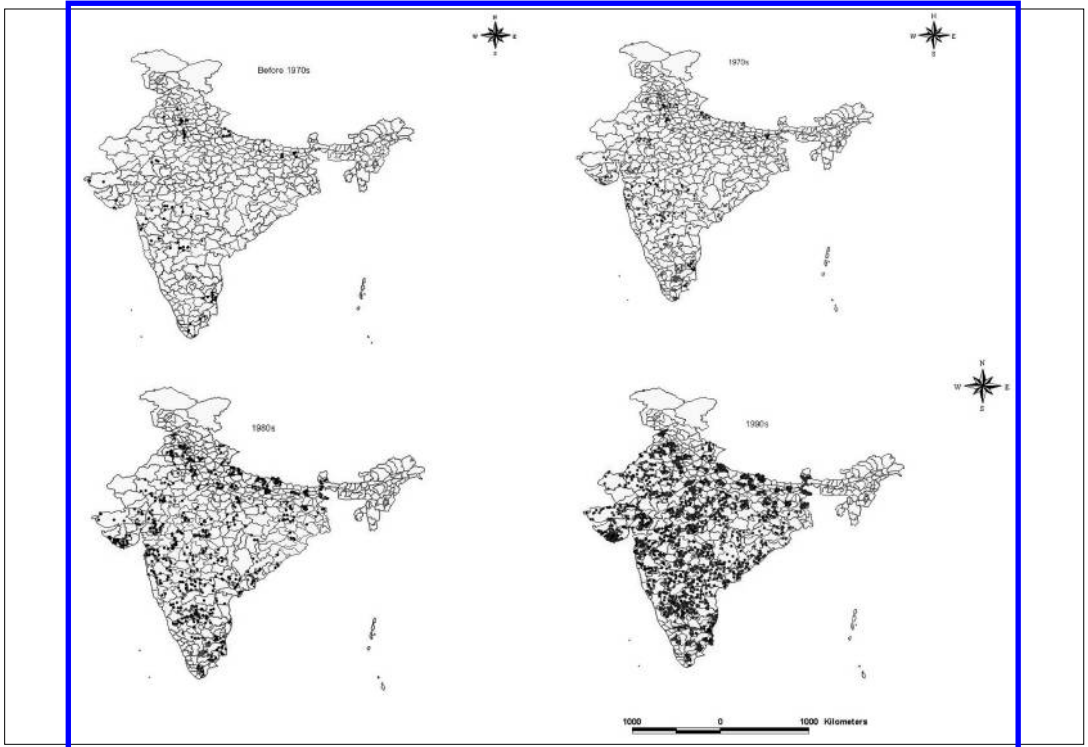 N
W E
S
Before 1970s
N
W E
S
1970s
1980s
N
W E
S
1990s
1000 0 1000 Kilometers